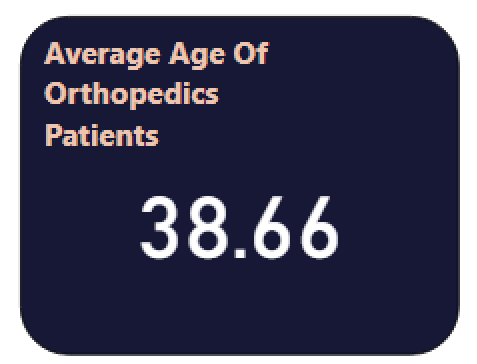 Average Age Of
Orthopedics
Patients
38.66